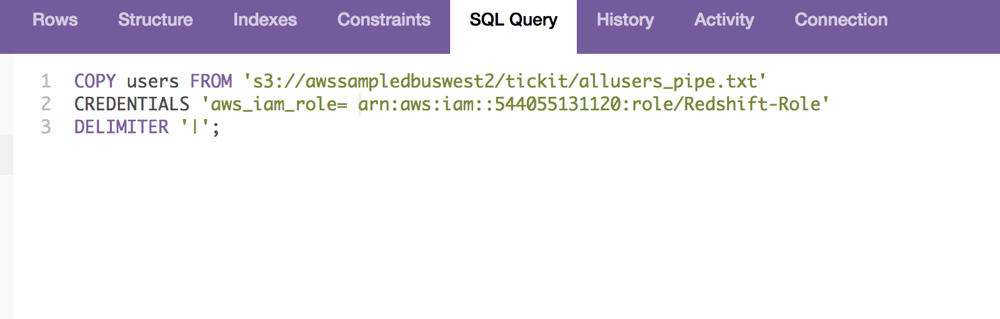 Rows Structure Indexes Constraints SQL Query History Activity Connection
1 COPY users FROM 's3://awssampledbuswest2/tickit/allusers_pipe.txt'
2 CREDENTIALS 'aws_iam_role= arn:aws:iam::544055131120:role/Redshift-Role'
3 DELIMITER '|';